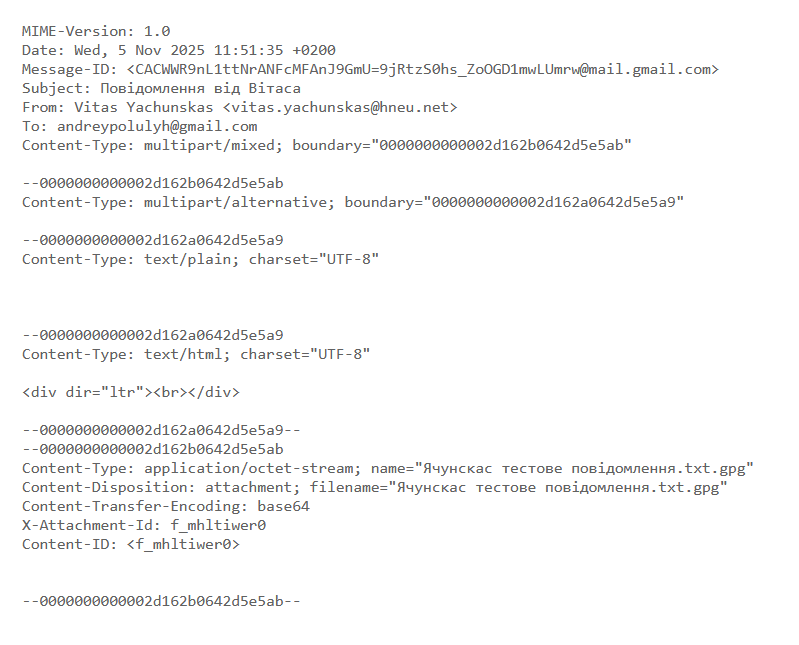 MIME-Version: 1.0
Date: Wed, 5 Nov 2025 11:51:35 +0200
Message-ID: <CACWWR9nL1ttNrANFcMFAnJ9GmU=9jRtzS0hs_ZoOGD1mwLUmrw@mail.gmail.com>
Subject: Повідомлення від Вітаса
From: Vitas Yachunskas <vitas.yachunskas@hneu.net>
To: andreypolulyh@gmail.com
Content-Type: multipart/mixed; boundary="0000000000002d162b0642d5e5ab"
--0000000000002d162b0642d5e5ab
Content-Type: multipart/alternative; boundary="0000000000002d162a0642d5e5a9"
--0000000000002d162a0642d5e5a9
Content-Type: text/plain; charset="UTF-8"
--0000000000002d162a0642d5e5a9
Content-Type: text/html; charset="UTF-8"
<div dir="ltr"><br></div>
--0000000000002d162a0642d5e5a9--
--0000000000002d162b0642d5e5ab
Content-Type: application/octet-stream; name="Ячунскас тестове повідомлення.txt.gpg"
Content-Disposition: attachment; filename="Ячунскас тестове повідомлення.txt.gpg"
Content-Transfer-Encoding: base64
X-Attachment-Id: f_mhltiwer0
Content-ID: <f_mhltiwer0>
--0000000000002d162b0642d5e5ab--